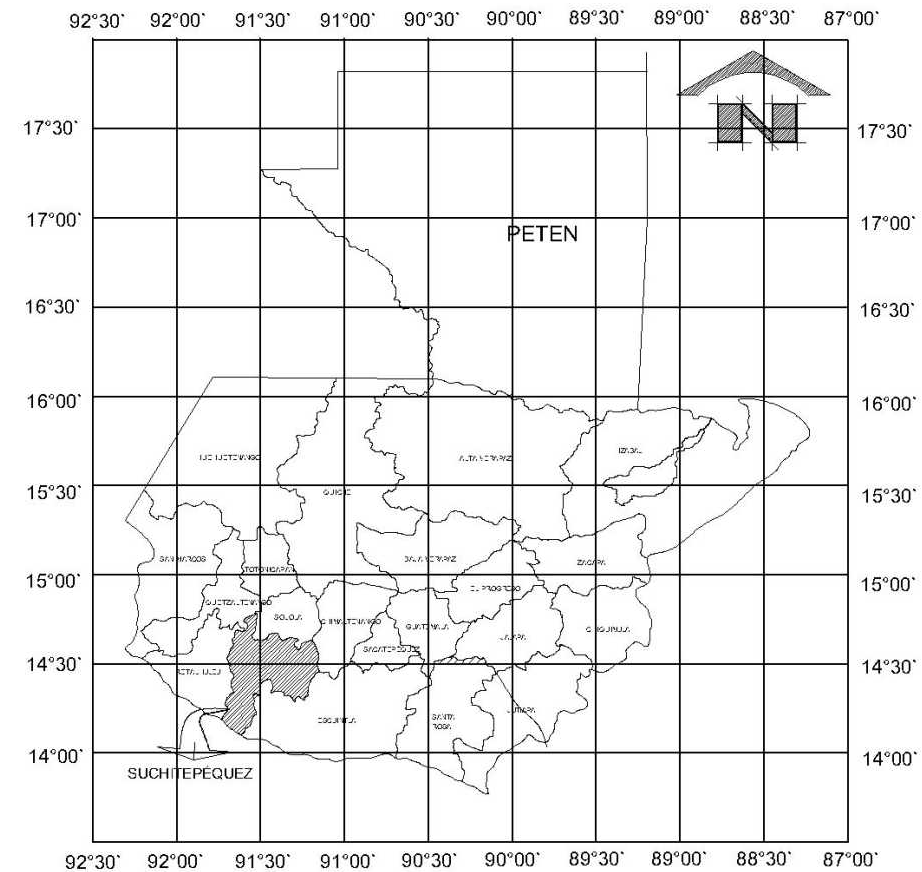 92°30` 92°00` 91°30` 91°00` 90°30` 90°00` 89°30` 89°00` 88°30` 87°00`
N
17°30` 17°30`
17°00` 17°00`
PETEN
16°30` 16°30`
16°00` 16°00`
IZABAL
HUEHUETENANGO ALTA VERAPAZ
QUICHE
15°30` 15°30`
SAN MARCOS BAJA VERAPAZ ZACAPA
TOTONICAPAN
15°00` 15°00`
EL PROGRESO
QUETZALTENANGO
SOLOLA CHIMALTENANGO GUATEMALA JALAPA CHIQUIMULA
SACATEPEQUEZ
14°30` 14°30`
RETALHULEU
ESCUINTLA SANTA JUTIAPA
ROSA
14°00` 14°00`
SUCHITEPÉQUEZ
92°30` 92°00` 91°30` 91°00` 90°30` 90°00` 89°30` 89°00` 88°30` 87°00`